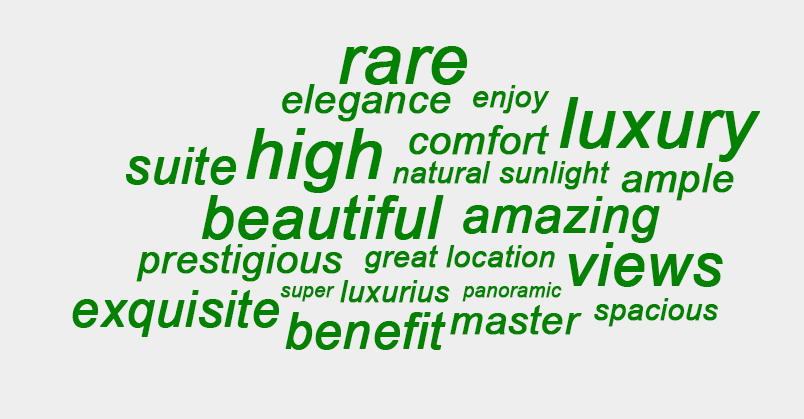 rare
elegance enjoy
luxury
suite high comfort
natural sunlight ample
beautiful amazing
prestigious great location views
exquisite super luxurius panoramic
benefit master spacious